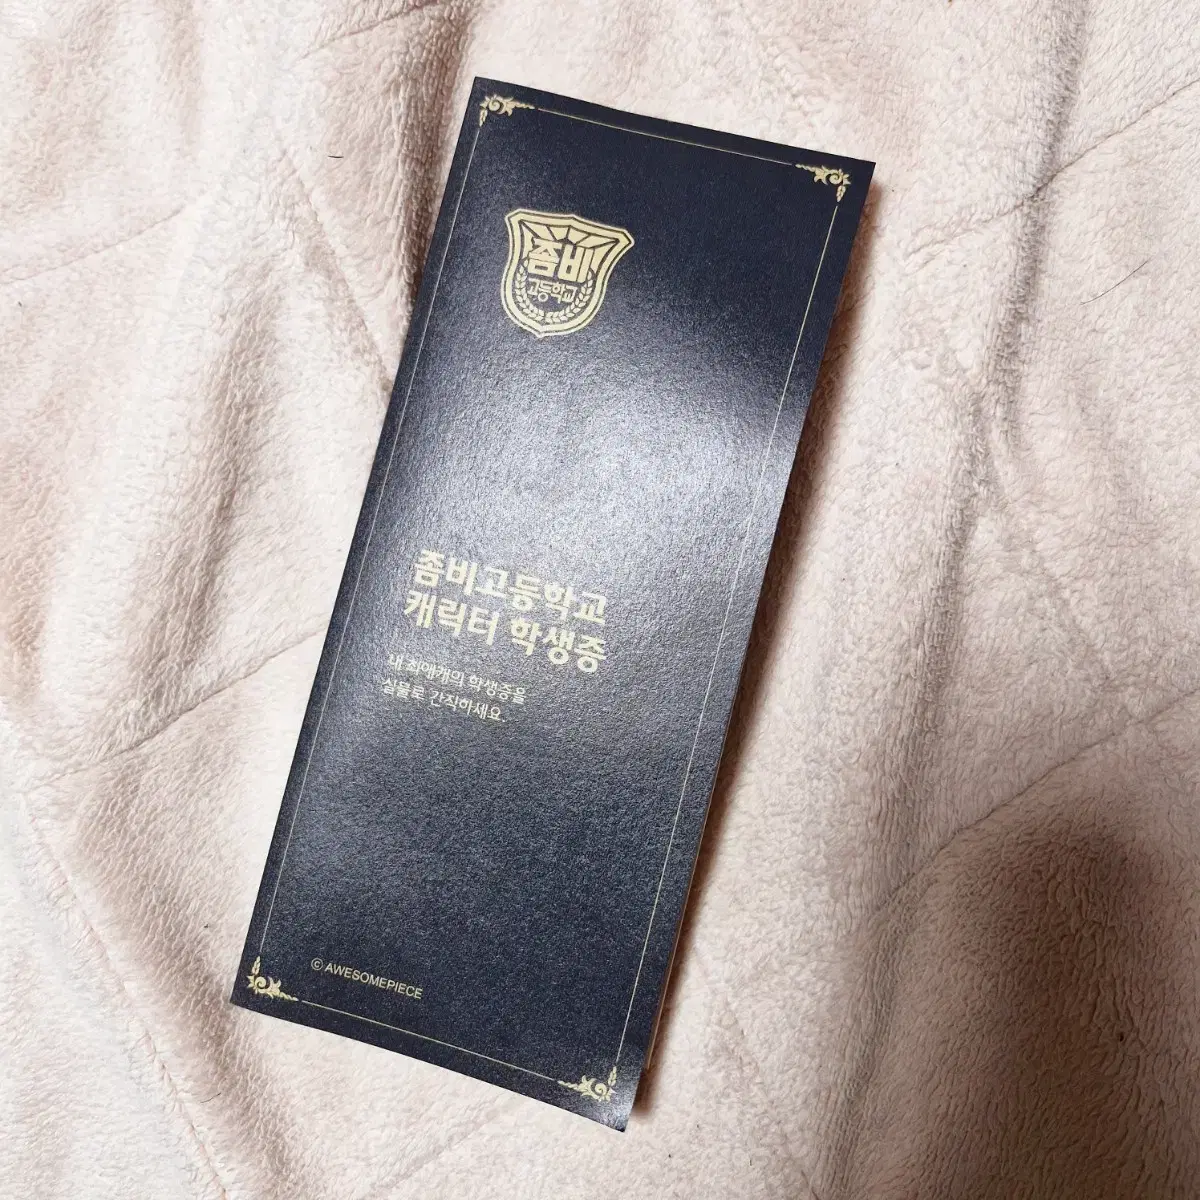 좀비
고등학교
좀비고등학교
캐릭터 학생증
내 최애캐의 학생증을
실물로 간직하세요.
© AWESOMEPIECE